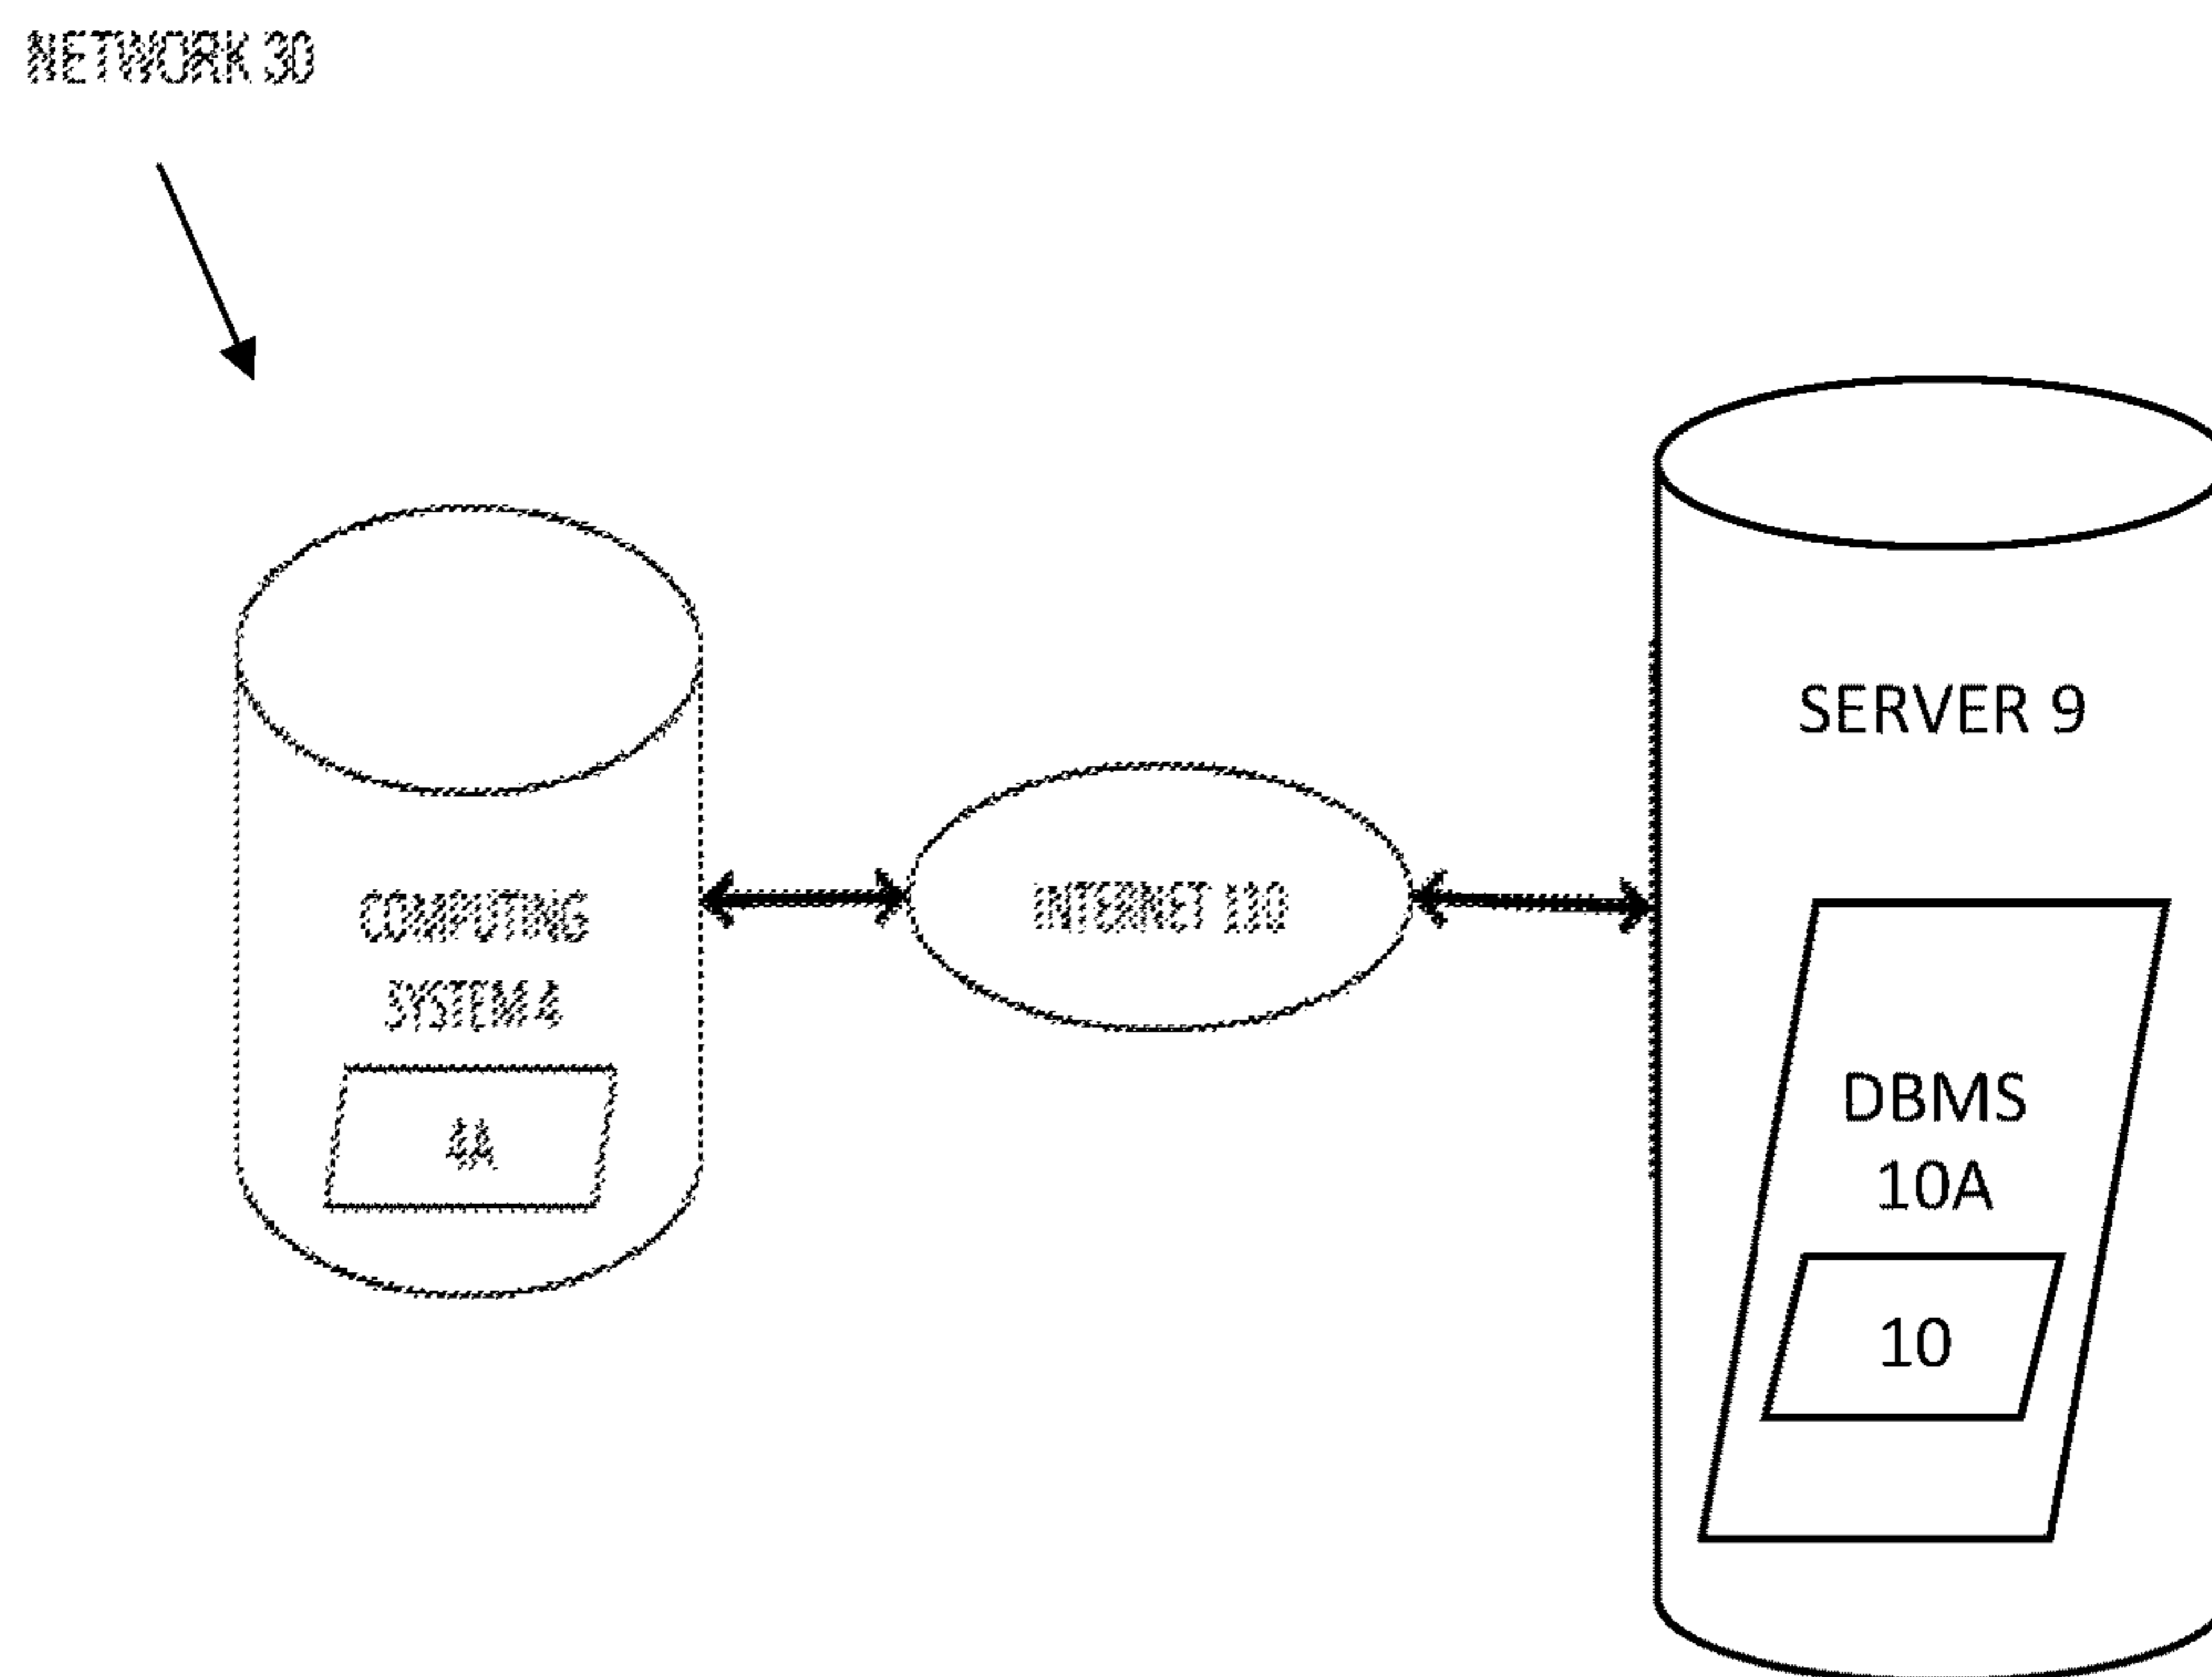 NETWORK 30
SERVER 9
COMPUTING
SYSTEM 4
INTERNET 110
4A
DBMS
10A
10